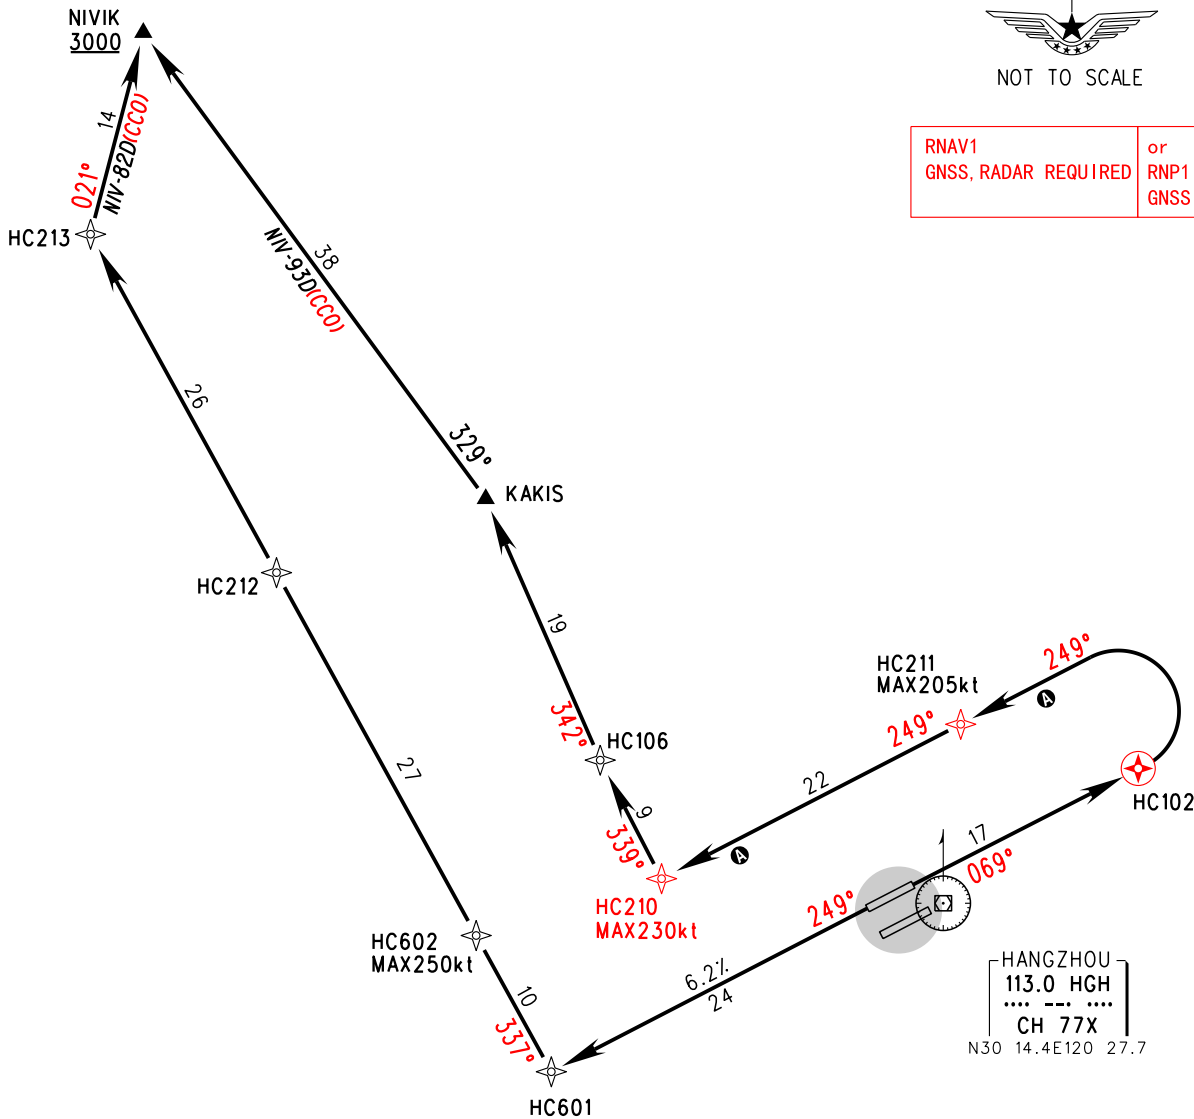 NIVIK
3000
NOT TO SCALE
RNAV1
GNSS, RADAR REQUIRED
or
RNP1
GNSS
14
021°
NIV-82D(CCO)
HC213
38
NIV-93D(CCO)
26
329°
KAKIS
HC212
19
342°
HC106
HC211
MAX205kt
249°
A
249°
22
27
9
339°
A
HC102
17
069°
HC210
MAX230kt
249°
HC602
MAX250kt
6.2%
24
10
337°
HANGZHOU
113.0 HGH
···· --· ····
CH 77X
N30 14.4E120 27.7
HC601